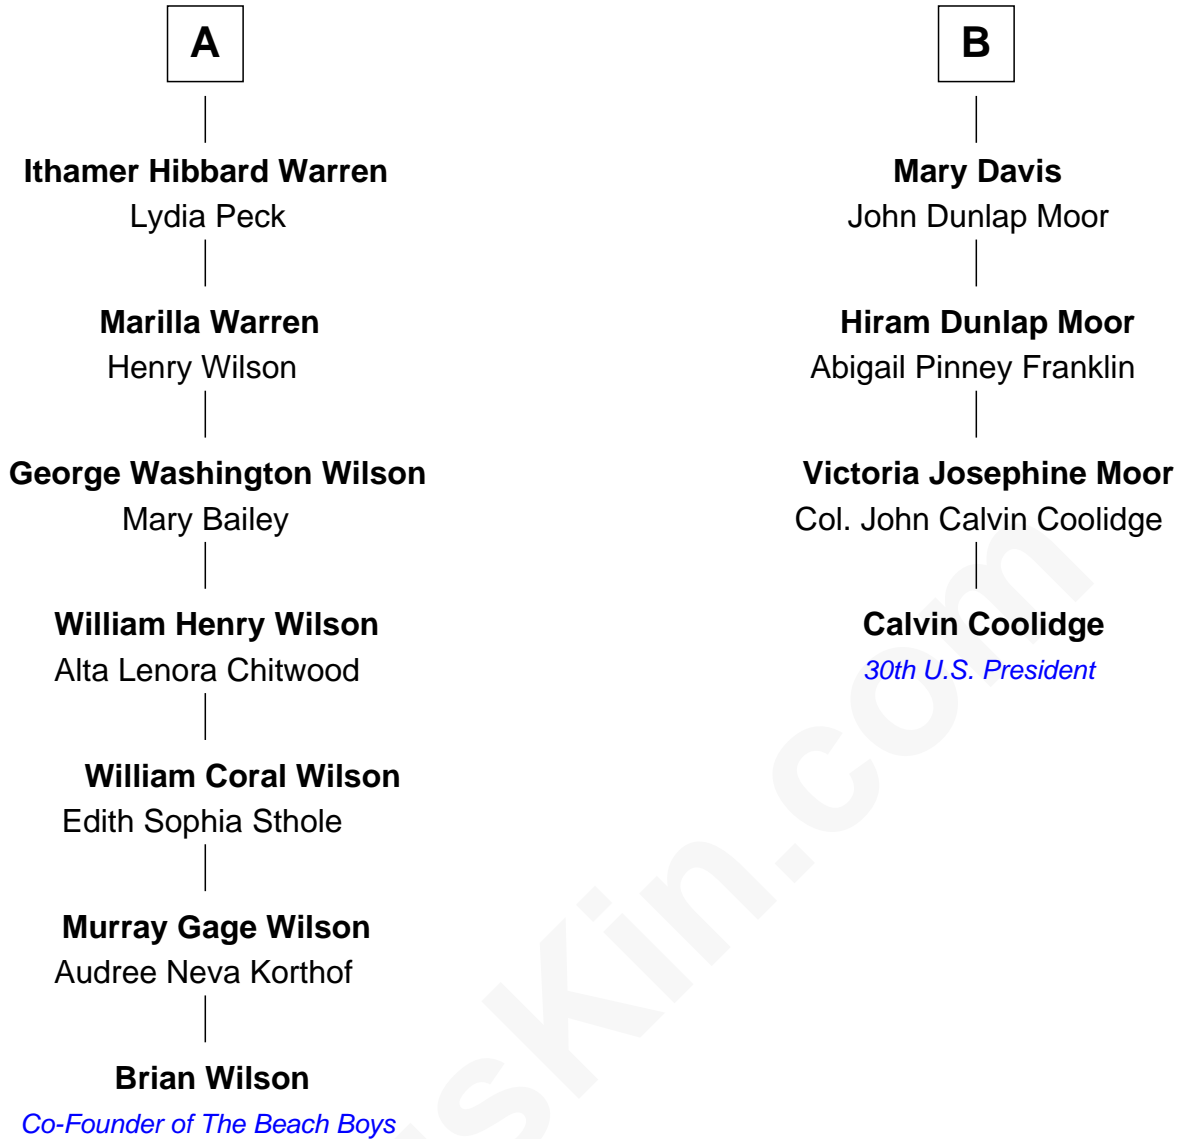 A
Ithamer Hibbard Warren
Lydia Peck
Marilla Warren
Henry Wilson
George Washington Wilson
Mary Bailey
William Henry Wilson
Alta Lenora Chitwood
William Coral Wilson
Edith Sophia Sthole
Murray Gage Wilson
Audree Neva Korthof
Brian Wilson
Co-Founder of The Beach Boys
B
Mary Davis
John Dunlap Moor
Hiram Dunlap Moor
Abigail Pinney Franklin
Victoria Josephine Moor
Col. John Calvin Coolidge
Calvin Coolidge
30th U.S. President
sKin.com